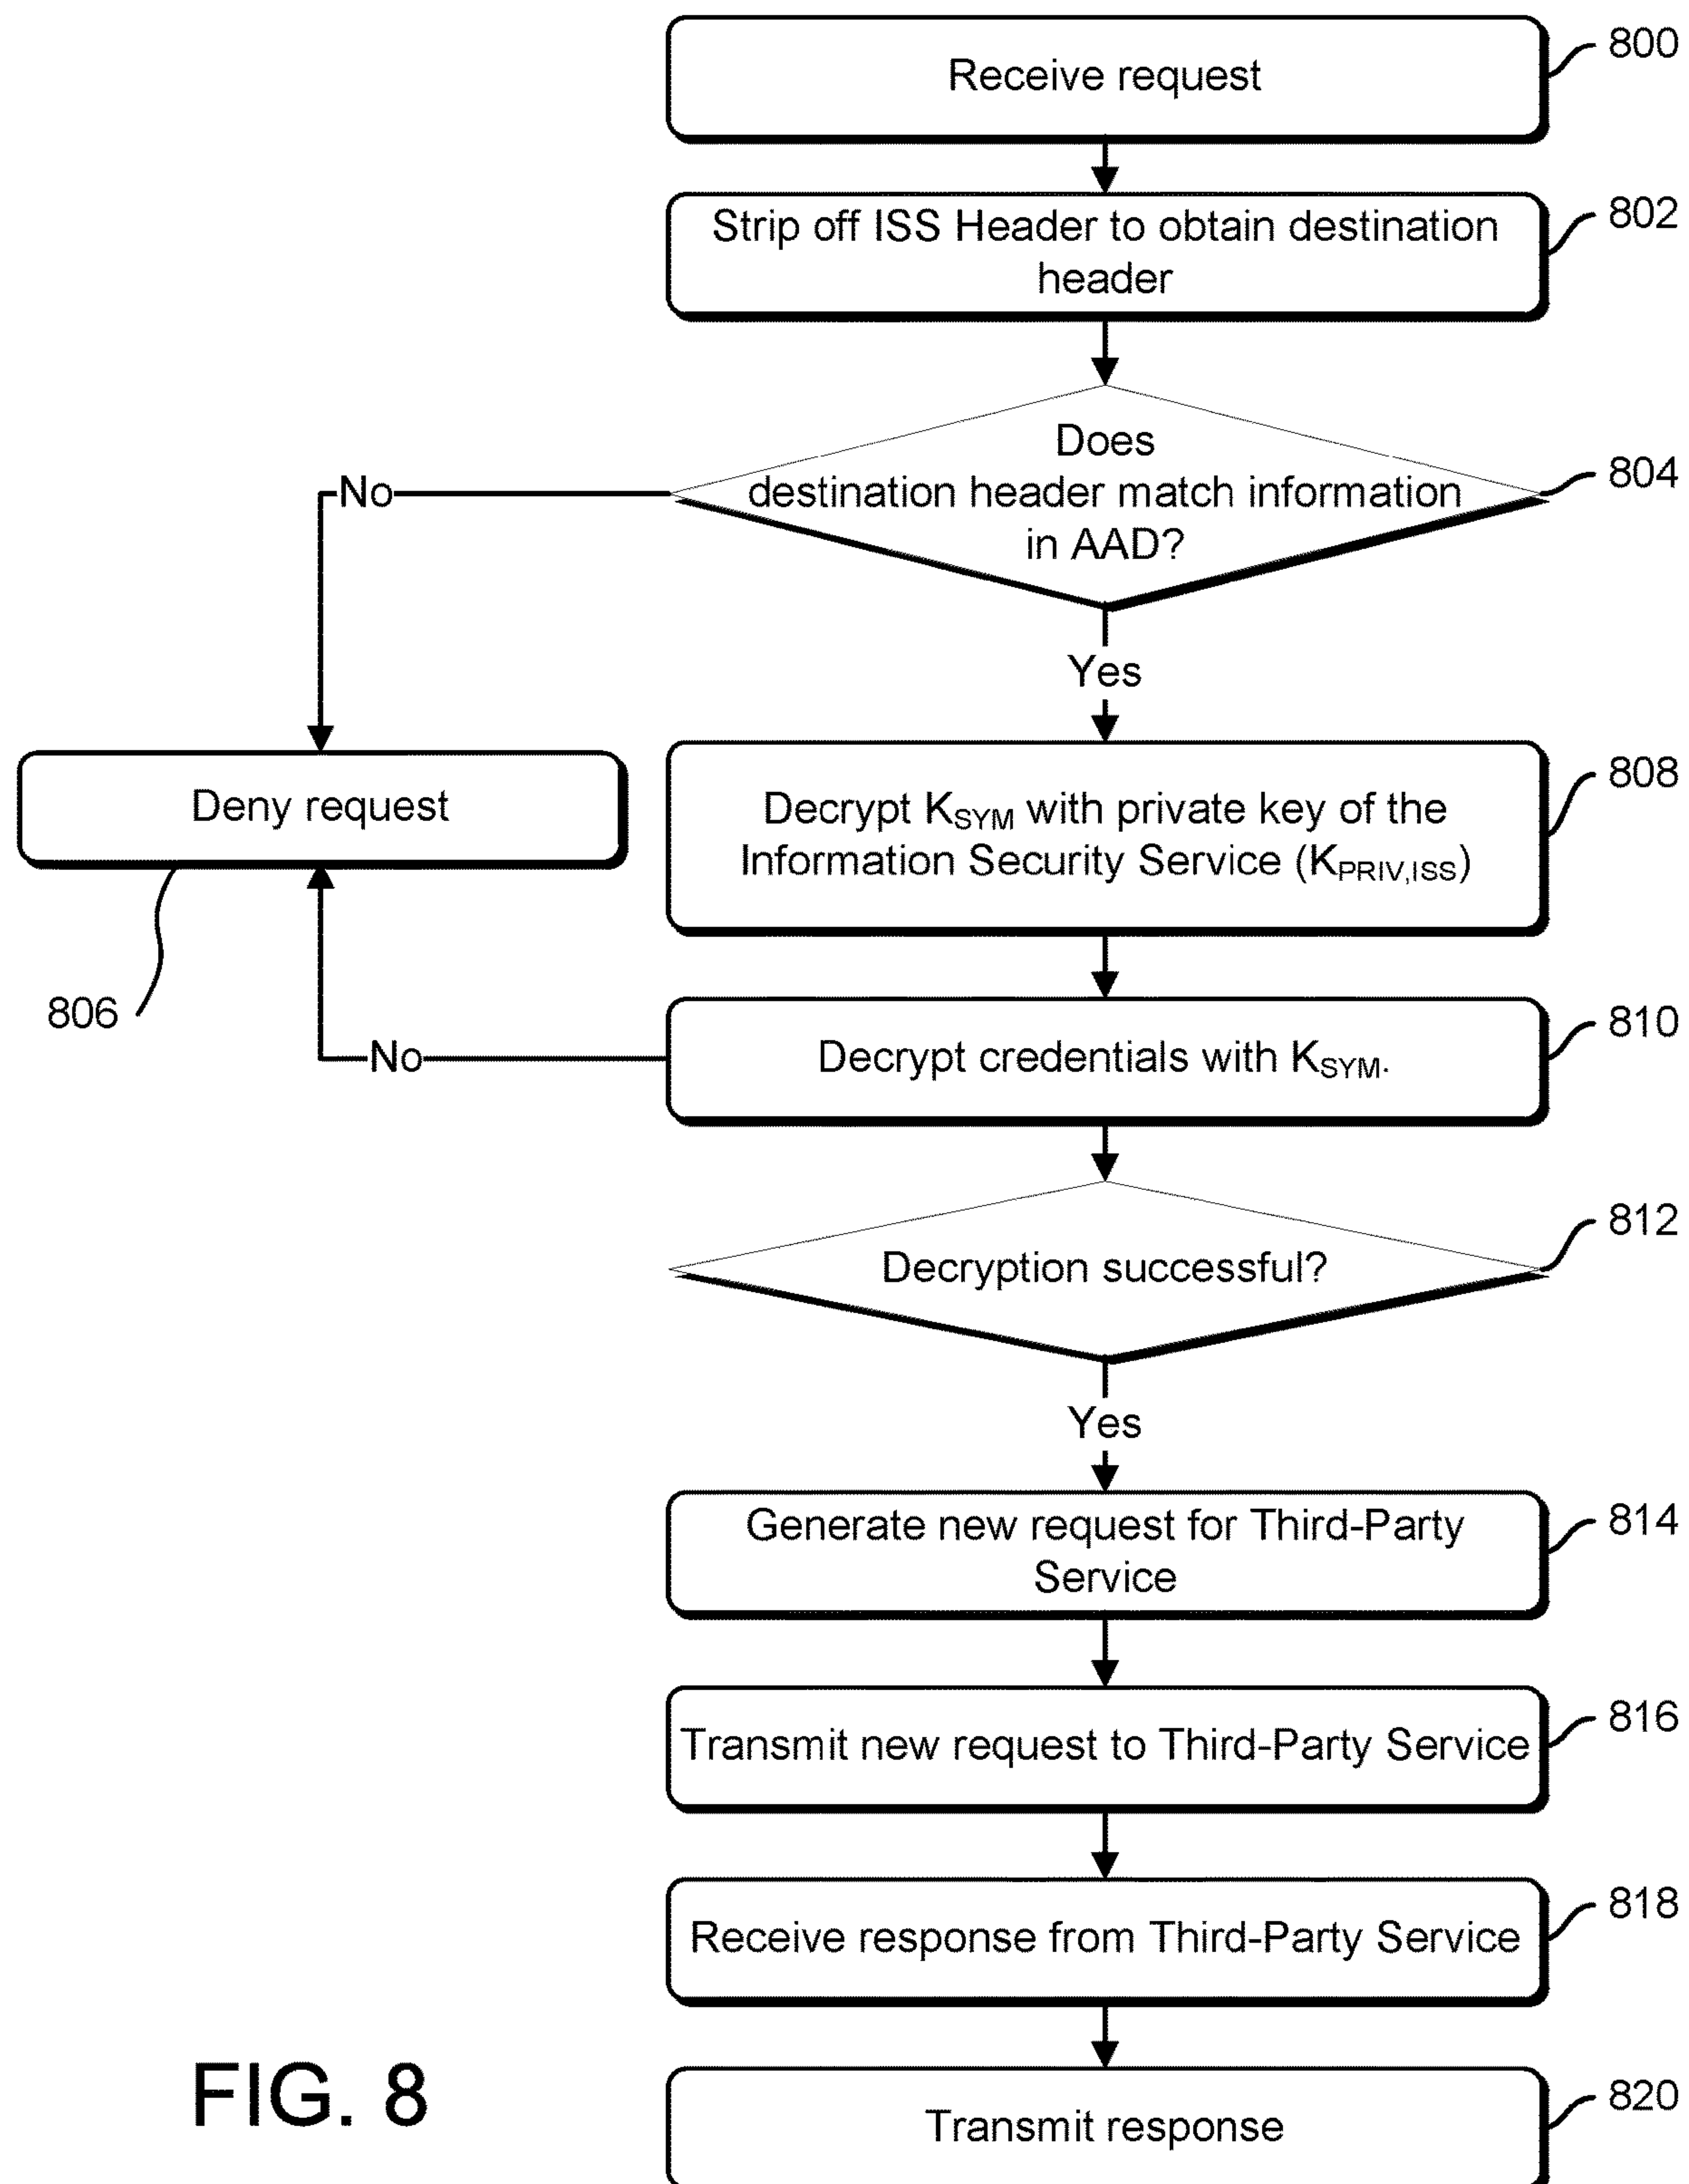 Receive request
800
Strip off ISS Header to obtain destination
header
802
Does
destination header match information
in AAD?
804
No
Yes
Deny request
806
Decrypt KSYM with private key of the
Information Security Service (KPRIV,ISS)
808
Decrypt credentials with KSYM.
810
No
Decryption successful?
812
Yes
Generate new request for Third-Party
Service
814
Transmit new request to Third-Party Service
816
Receive response from Third-Party Service
818
Transmit response
820
FIG. 8